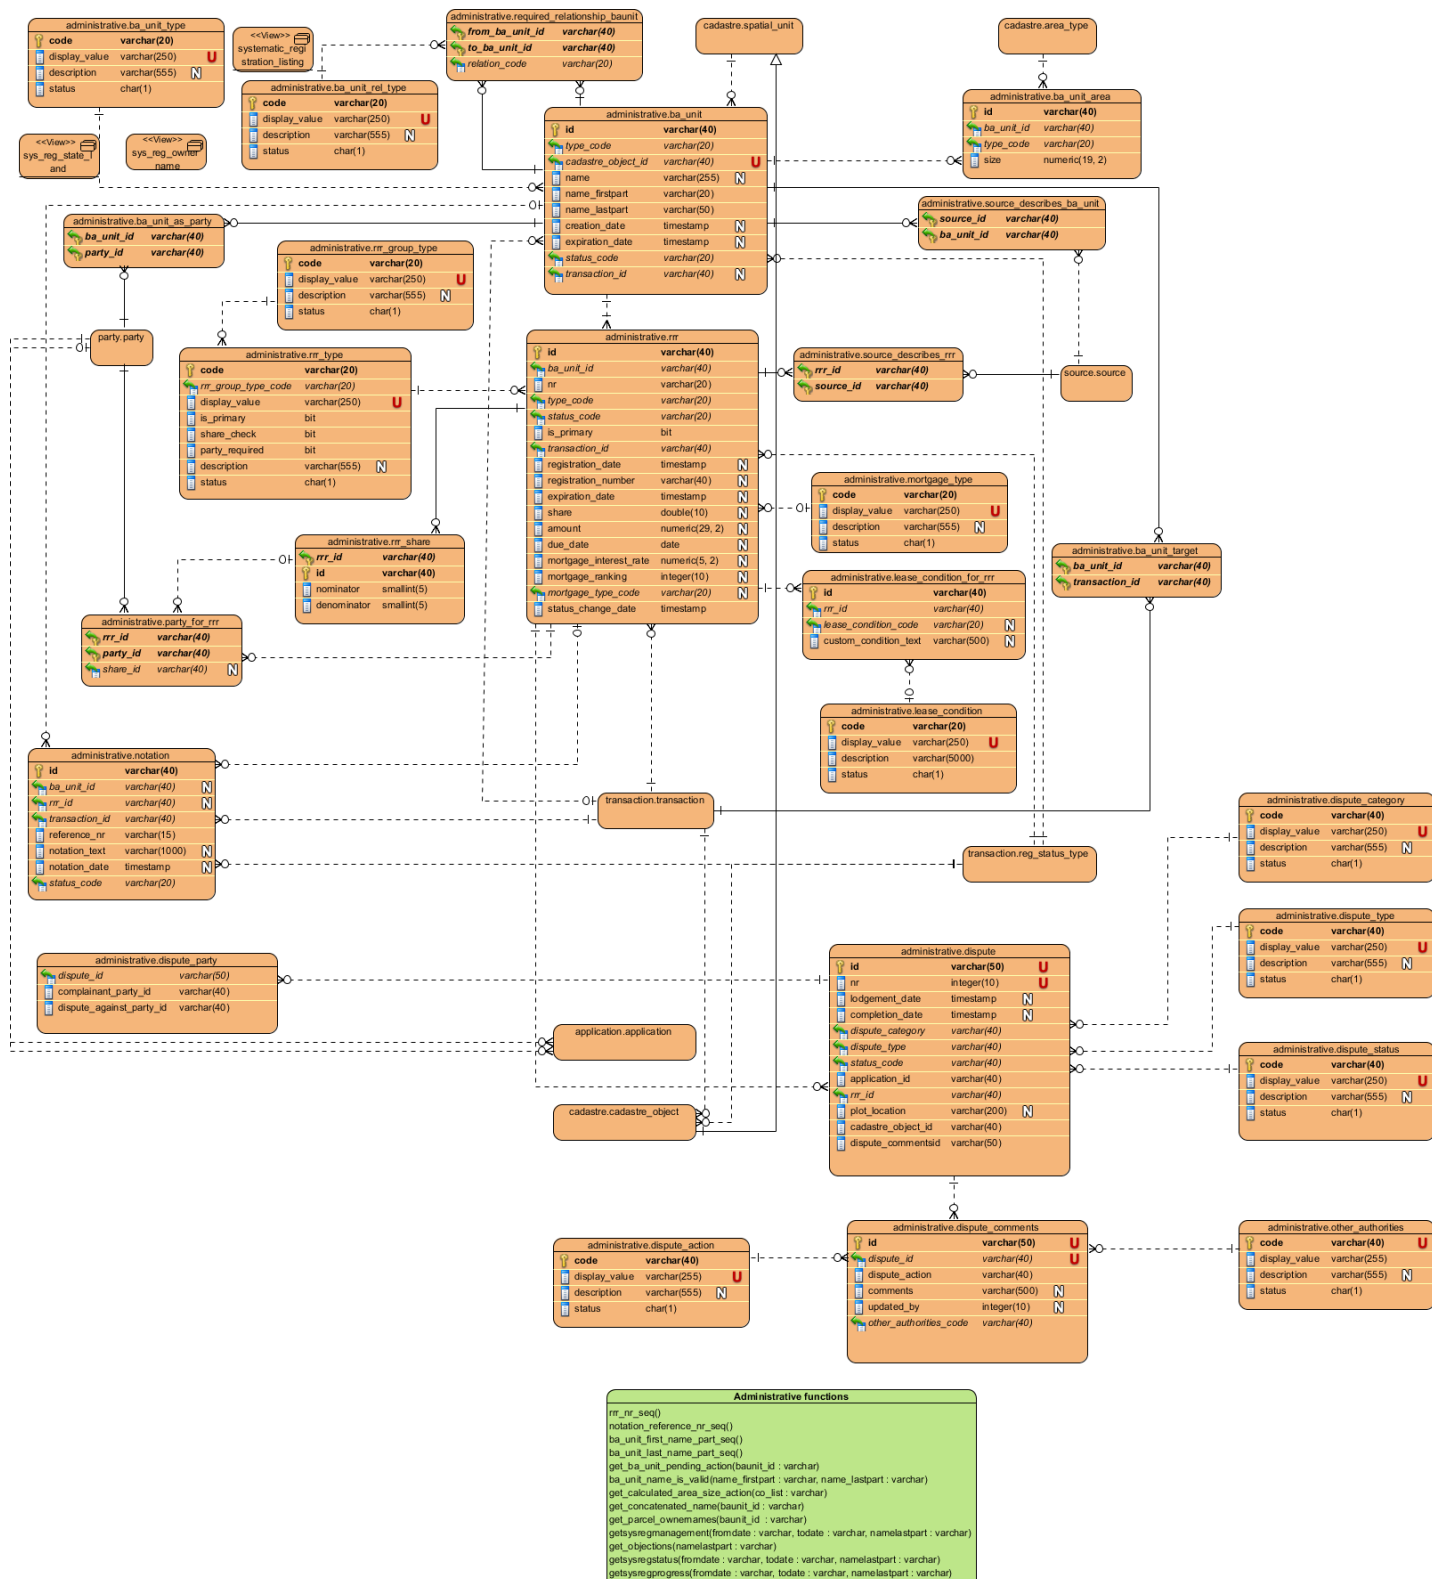 administrative.ba_unit_type
code varchar(20)
display_value varchar(250) U
description varchar(555) N
status char(1)
<<View>>
systematic_regi
stration_listing
administrative.required_relationship_baunit
from_ba_unit_id varchar(40)
to_ba_unit_id varchar(40)
relation_code varchar(20)
cadastre.spatial_unit
cadastre.area_type
administrative.ba_unit_rel_type
code varchar(20)
display_value varchar(250) U
description varchar(555) N
status char(1)
administrative.ba_unit_area
id varchar(40)
ba_unit_id varchar(40)
type_code varchar(20)
size numeric(19, 2)
<<View>>
sys_reg_state_l
and
<<View>>
sys_reg_owner
name
administrative.ba_unit
id varchar(40)
type_code varchar(20)
cadastre_object_id varchar(40) U
name varchar(255) N
name_firstpart varchar(20)
name_lastpart varchar(50)
creation_date timestamp N
expiration_date timestamp N
status_code varchar(20)
transaction_id varchar(40) N
administrative.source_describes_ba_unit
source_id varchar(40)
ba_unit_id varchar(40)
administrative.ba_unit_as_party
ba_unit_id varchar(40)
party_id varchar(40)
administrative.rrr_group_type
code varchar(20)
display_value varchar(250) U
description varchar(555) N
status char(1)
party.party
administrative.rrr_type
code varchar(20)
rrr_group_type_code varchar(20)
display_value varchar(250) U
is_primary bit
share_check bit
party_required bit
description varchar(555) N
status char(1)
administrative.rrr
id varchar(40)
ba_unit_id varchar(40)
nr varchar(20)
type_code varchar(20)
status_code varchar(20)
is_primary bit
transaction_id varchar(40)
registration_date timestamp N
registration_number varchar(40) N
expiration_date timestamp N
share double(10) N
amount numeric(29, 2) N
due_date date N
mortgage_interest_rate numeric(5, 2) N
mortgage_ranking integer(10) N
mortgage_type_code varchar(20) N
status_change_date timestamp
administrative.source_describes_rrr
rrr_id varchar(40)
source_id varchar(40)
source.source
administrative.mortgage_type
code varchar(20)
display_value varchar(250) U
description varchar(555) N
status char(1)
administrative.rrr_share
rrr_id varchar(40)
id varchar(40)
nominator smallint(5)
denominator smallint(5)
administrative.ba_unit_target
ba_unit_id varchar(40)
transaction_id varchar(40)
administrative.lease_condition_for_rrr
id varchar(40)
rrr_id varchar(40)
lease_condition_code varchar(20) N
custom_condition_text varchar(500) N
administrative.party_for_rrr
rrr_id varchar(40)
party_id varchar(40)
share_id varchar(40) N
administrative.lease_condition
code varchar(20)
display_value varchar(250) U
description varchar(5000)
status char(1)
administrative.notation
id varchar(40)
ba_unit_id varchar(40) N
rrr_id varchar(40) N
transaction_id varchar(40)
reference_nr varchar(15)
notation_text varchar(1000) N
notation_date timestamp N
status_code varchar(20)
transaction.transaction
transaction.reg_status_type
administrative.dispute_category
code varchar(40)
display_value varchar(250) U
description varchar(555) N
status char(1)
administrative.dispute_type
code varchar(40)
display_value varchar(250) U
description varchar(555) N
status char(1)
administrative.dispute_party
dispute_id varchar(50)
complainant_party_id varchar(40)
dispute_against_party_id varchar(40)
administrative.dispute
id varchar(50) U
nr integer(10) U
lodgement_date timestamp N
completion_date timestamp N
dispute_category varchar(40)
dispute_type varchar(40)
status_code varchar(40)
application_id varchar(40)
rrr_id varchar(40)
plot_location varchar(200) N
cadastre_object_id varchar(40)
dispute_commentsid varchar(50)
application.application
administrative.dispute_status
code varchar(40)
display_value varchar(250) U
description varchar(555) N
status char(1)
cadastre.cadastre_object
administrative.dispute_action
code varchar(40)
display_value varchar(255) U
description varchar(555) N
status char(1)
administrative.dispute_comments
id varchar(50) U
dispute_id varchar(40) U
dispute_action varchar(40)
comments varchar(500) N
updated_by integer(10) N
other_authorities_code varchar(40)
administrative.other_authorities
code varchar(40) U
display_value varchar(255)
description varchar(555) N
status char(1)
Administrative functions
rrr_nr_seq()
notation_reference_nr_seq()
ba_unit_first_name_part_seq()
ba_unit_last_name_part_seq()
get_ba_unit_pending_action(baunit_id : varchar)
ba_unit_name_is_valid(name_firstpart : varchar, name_lastpart : varchar)
get_calculated_area_size_action(co_list : varchar)
get_concatenated_name(baunit_id : varchar)
get_parcel_ownernames(baunit_id : varchar)
getsysregmanagement(fromdate : varchar, todate : varchar, namelastpart : varchar)
get_objections(namelastpart : varchar)
getsysregstatus(fromdate : varchar, todate : varchar, namelastpart : varchar)
getsysregprogress(fromdate : varchar, todate : varchar, namelastpart : varchar)